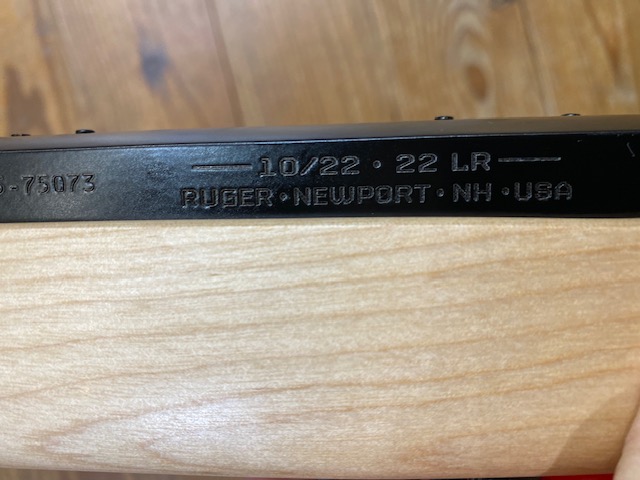 10/22 · 22 LR
-75073
RUGER · NEWPORT · NH · USA